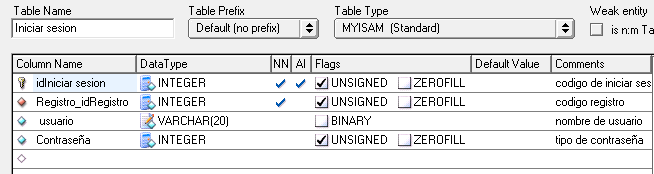 Table Name Table Prefix Table Type Weak entity
Iniciar sesion Default (no prefix) MYISAM (Standard) is n:m Ta
Column Name DataType NN AI Flags Default Value Comments
idIniciar sesion INTEGER UNSIGNED ZEROFILL codigo de iniciar ses
Registro_idRegistro INTEGER UNSIGNED ZEROFILL codigo registro
usuario VARCHAR(20) BINARY nombre de usuario
Contraseña INTEGER UNSIGNED ZEROFILL tipo de contraseña